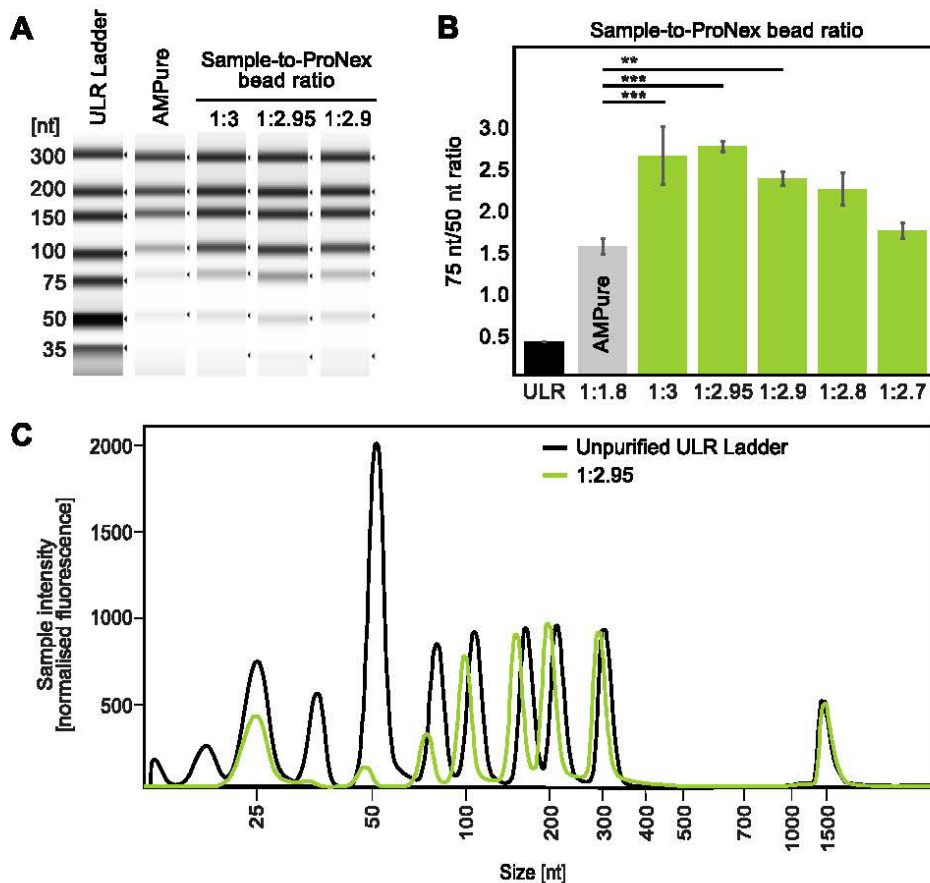 A
ULR Ladder
AMPure
Sample-to-ProNex
bead ratio
[nt]
1:3 1:2.95 1:2.9
300
200
150
100
75
50
35
B
Sample-to-ProNex bead ratio
**
***
***
75 nt/50 nt ratio
3.0
2.5
2.0
1.5
1.0
0.5
AMPure
ULR 1:1.8 1:3 1:2.95 1:2.9 1:2.8 1:2.7
C
Unpurified ULR Ladder
1:2.95
Sample intensity
[normalised fluorescence]
2000
1500
1000
500
25 50 100 200 300 400 500 700 1000 1500
Size [nt]